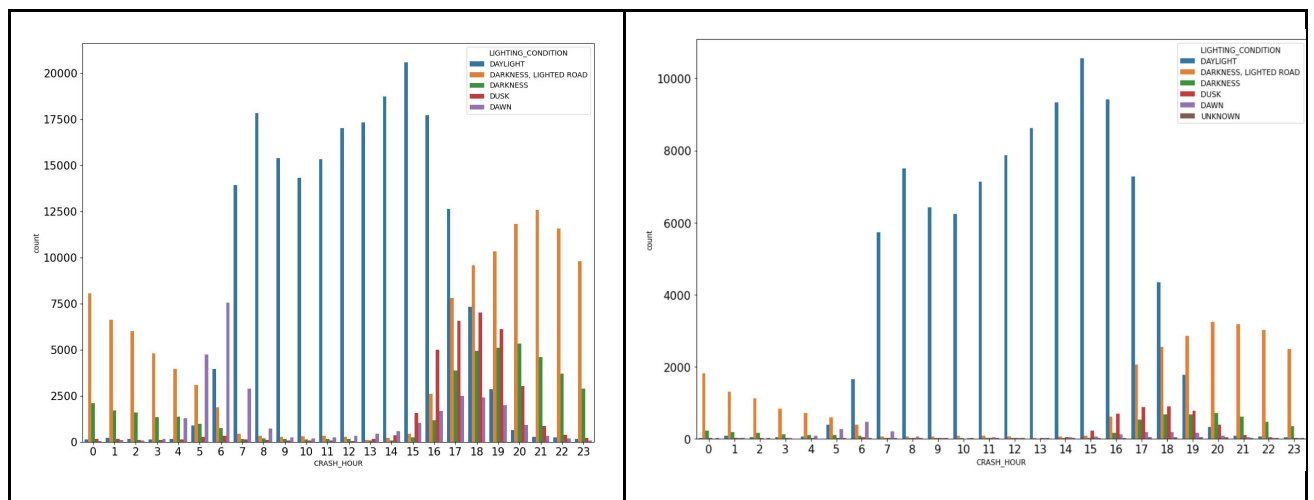 LIGHTING_CONDITION
DAYLIGHT
DARKNESS, LIGHTED ROAD
DARKNESS
DUSK
DAWN
20000
17500
15000
12500
10000
7500
5000
2500
0
count
0 1 2 3 4 5 6 7 8 9 10 11 12 13 14 15 16 17 18 19 20 21 22 23
CRASH_HOUR
LIGHTING_CONDITION
DAYLIGHT
DARKNESS, LIGHTED ROAD
DARKNESS
DUSK
DAWN
UNKNOWN
10000
8000
6000
4000
2000
0
count
0 1 2 3 4 5 6 7 8 9 10 11 12 13 14 15 16 17 18 19 20 21 22 23
CRASH_HOUR